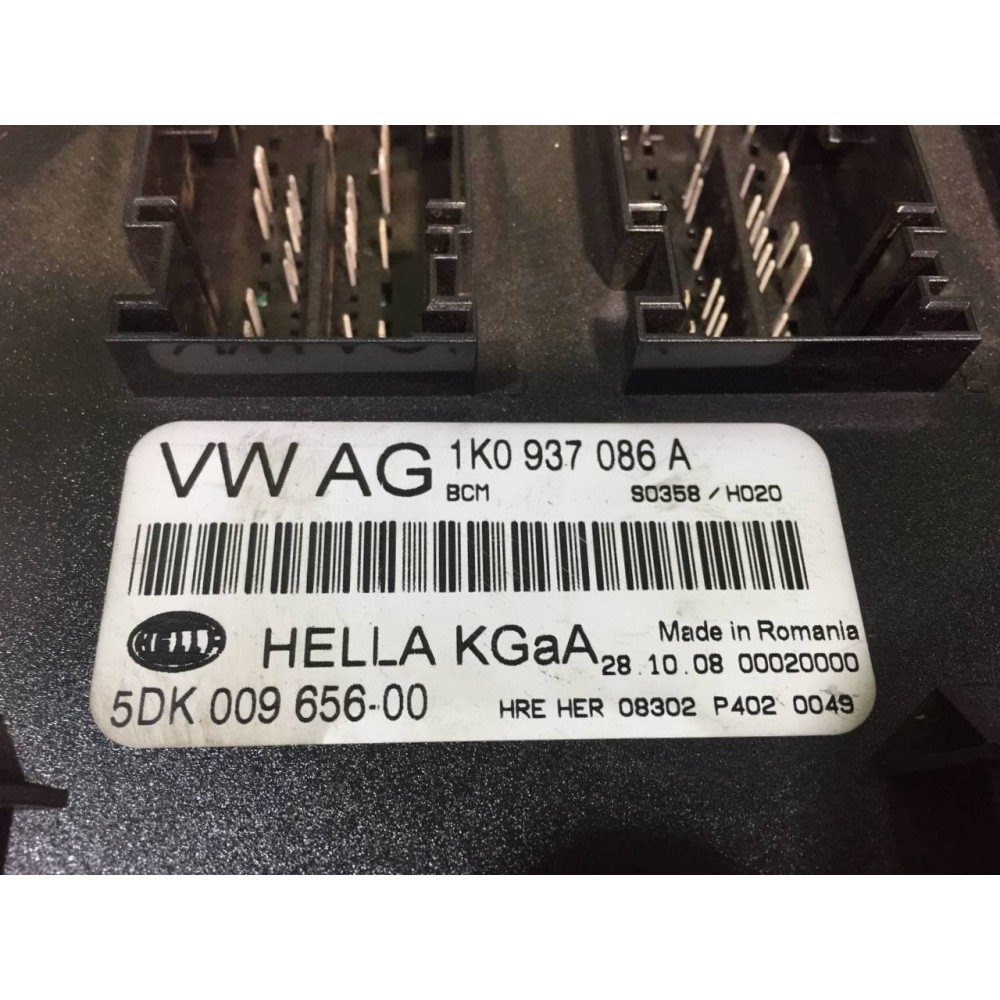 VW AG 1K0 937 086 A
BCM S0358 / H020
HELLA HELLA KGaA Made in Romania
28.10.08 00020000
5DK 009 656-00 HRE HER 08302 P402 0049